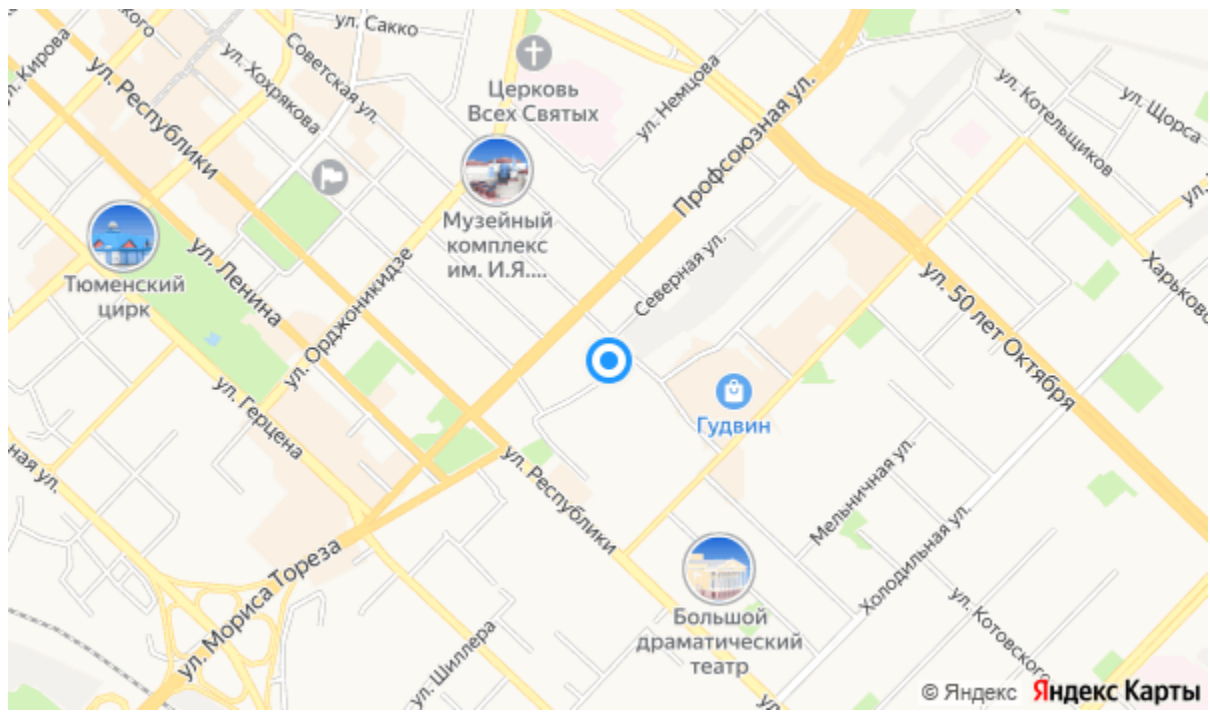 ул. Сакко
ул. Кирова
ул. Республики
ул. Хохрякова
Советская ул.
Церковь
Всех Святых
ул. Немцова
Профсоюзная ул.
ул. Котельщиков
ул. Щорса
Музейный
комплекс
им. И.Я....
Тюменский
цирк
ул. Ленина
ул. Орджоникидзе
Северная ул.
ул. 50 лет Октября
Гудвин
ул. Герцена
ул. Республики
Мельничная ул.
Холодильная ул.
ул. Мориса Тореза
ул. Шиллера
Большой
драматический
театр
ул. Котовского
© Яндекс Яндекс Карты